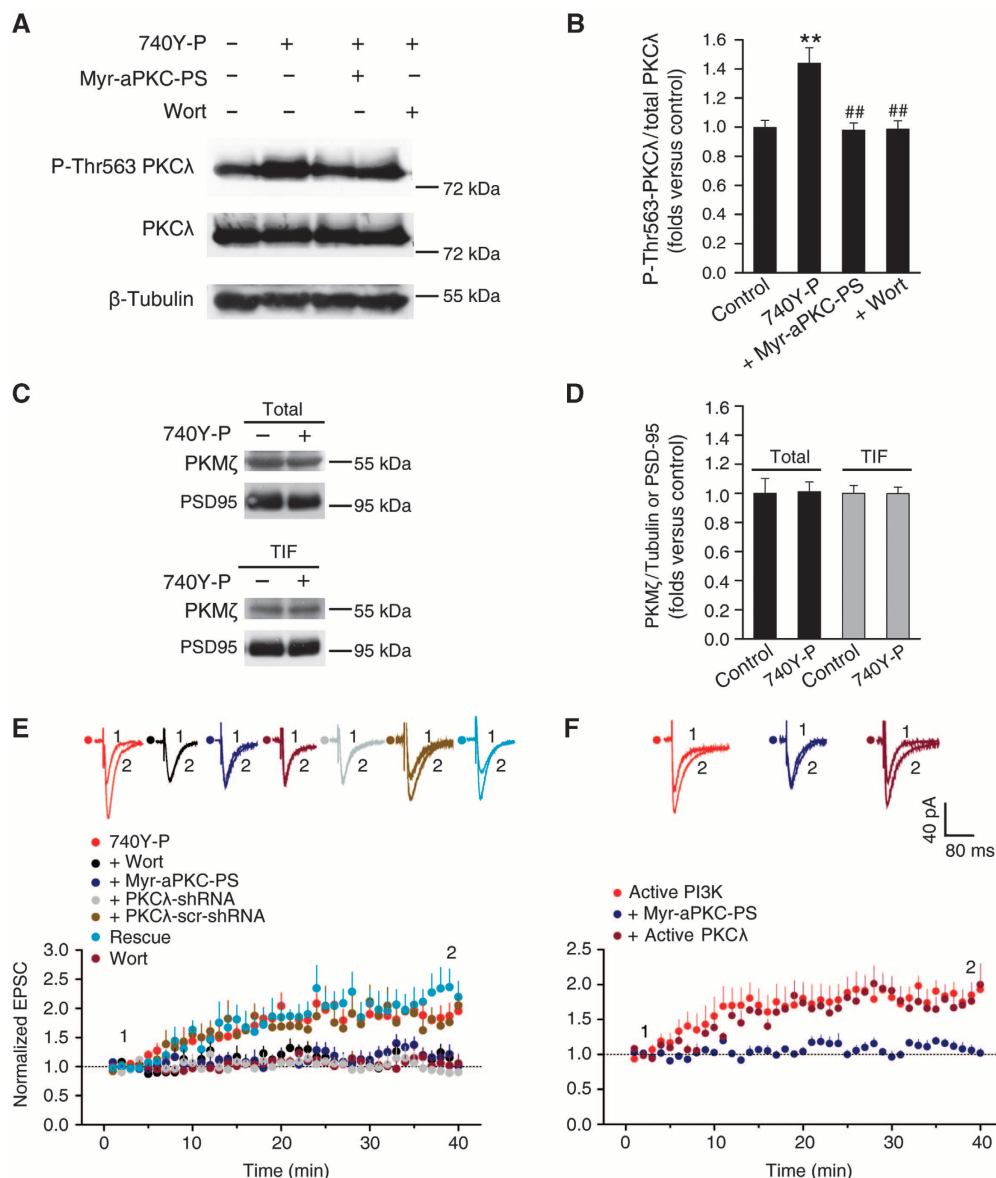 A
740Y-P – + + +
Myr-aPKC-PS – – + –
Wort – – – +
P-Thr563 PKCλ
72 kDa
PKCλ
72 kDa
β-Tubulin
55 kDa
B
P-Thr563-PKCλ/total PKCλ
(folds versus control)
1.6
1.4
1.2
1.0
0.8
0.6
0.4
0.2
0.0
**
##
##
Control
740Y-P
+ Myr-aPKC-PS
+ Wort
C
Total
740Y-P – +
PKMζ
55 kDa
PSD95
95 kDa
TIF
740Y-P – +
PKMζ
55 kDa
PSD95
95 kDa
D
PKMζ/Tubulin or PSD-95
(folds versus control)
1.6
1.4
1.2
1.0
0.8
0.6
0.4
0.2
0.0
Total
TIF
Control
740Y-P
Control
740Y-P
E
1 1 1 1 1 1 1
2 2 2 2 2 2 2
740Y-P
+ Wort
+ Myr-aPKC-PS
+ PKCλ-shRNA
+ PKCλ-scr-shRNA
Rescue
Wort
Normalized EPSC
3.0
2.5
2.0
1.5
1.0
0.5
0.0
1
2
0 10 20 30 40
Time (min)
F
1 1 1
2 2 2
40 pA
80 ms
Active PI3K
+ Myr-aPKC-PS
+ Active PKCλ
2.5
2.0
1.5
1.0
0.5
0.0
1
2
0 10 20 30 40
Time (min)